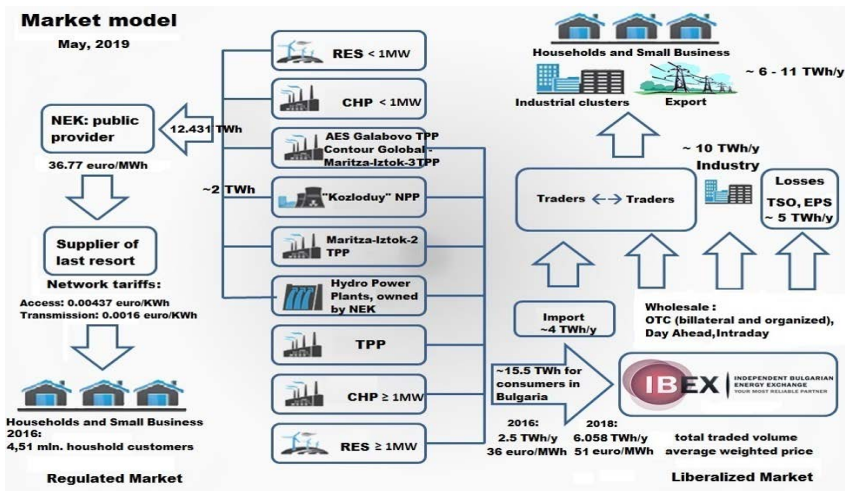 Market model
May, 2019
NEK: public
provider
12.431 TWh
36.77 euro/MWh
Supplier of
last resort
Network tariffs:
Access: 0.00437 euro/KWh
Transmission: 0.0016 euro/KWh
Households and Small Business
2016:
4,51 mln. houshold customers
Regulated Market
~2 TWh
RES < 1MW
CHP < 1MW
AES Galabovo TPP
Contour Golobal -
Maritza-Iztok-3TPP
"Kozloduy" NPP
Maritza-Iztok-2
TPP
Hydro Power
Plants, owned
by NEK
TPP
CHP ≥ 1MW
RES ≥ 1MW
Households and Small Business
~ 6 - 11 TWh/y
Industrial clusters
Export
~ 10 TWh/y
Industry
Losses
TSO, EPS
~ 5 TWh/y
Traders <--> Traders
Import
~4 TWh/y
Wholesale :
OTC (billateral and organized),
Day Ahead,Intraday
~15.5 TWh for
consumers in
Bulgaria
IBEX
INDEPENDENT BULGARIAN
ENERGY EXCHANGE
YOUR MOST RELIABLE PARTNER
2016: 2018:
2.5 TWh/y 6.058 TWh/y total traded volume
36 euro/MWh 51 euro/MWh average weighted price
Liberalized Market